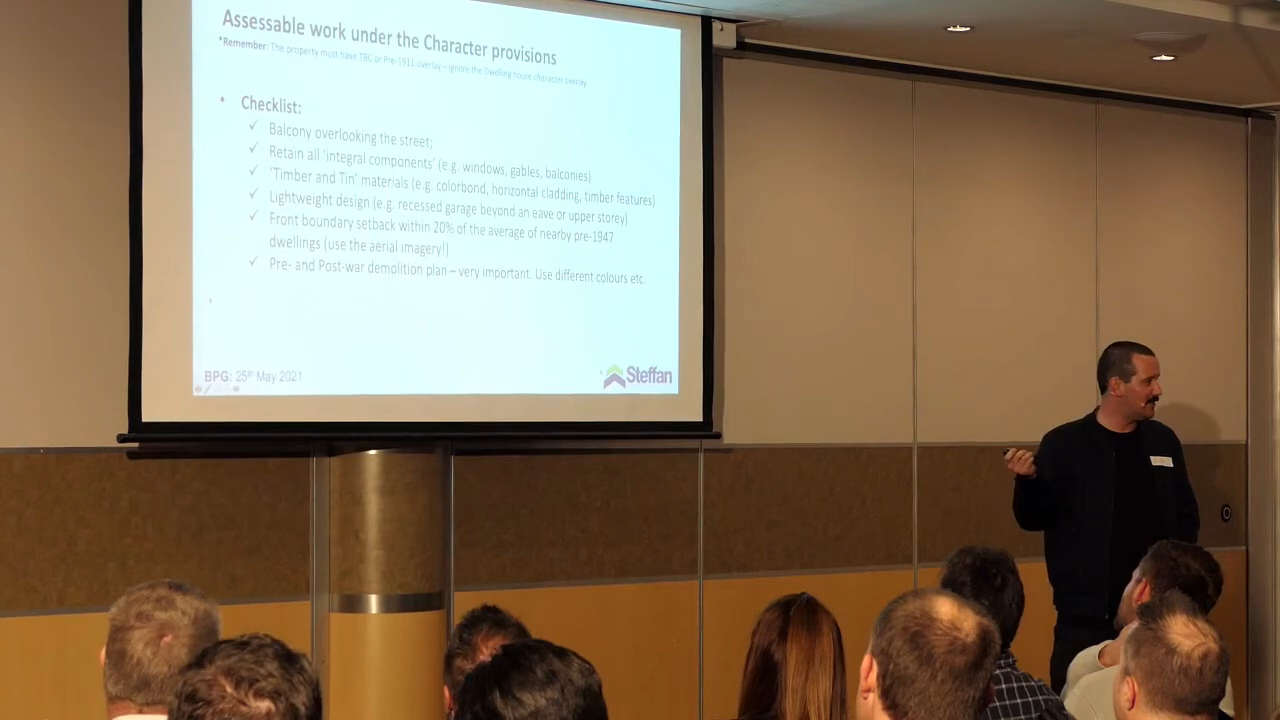 Assessable work under the Character provisions
*Remember: The property must have TBC or Pre-1911 overlay – ignore the Dwelling house character overlay
• Checklist:
✓ Balcony overlooking the street;
✓ Retain all 'integral components' (e.g. windows, gables, balconies)
✓ 'Timber and Tin' materials (e.g. colorbond, horizontal cladding, timber features)
✓ Lightweight design (e.g. recessed garage beyond an eave or upper storey)
✓ Front boundary setback within 20% of the average of nearby pre-1947
dwellings (use the aerial imagery!)
✓ Pre- and Post-war demolition plan – very important. Use different colours etc.
BPG: 25th May 2021
Steffan